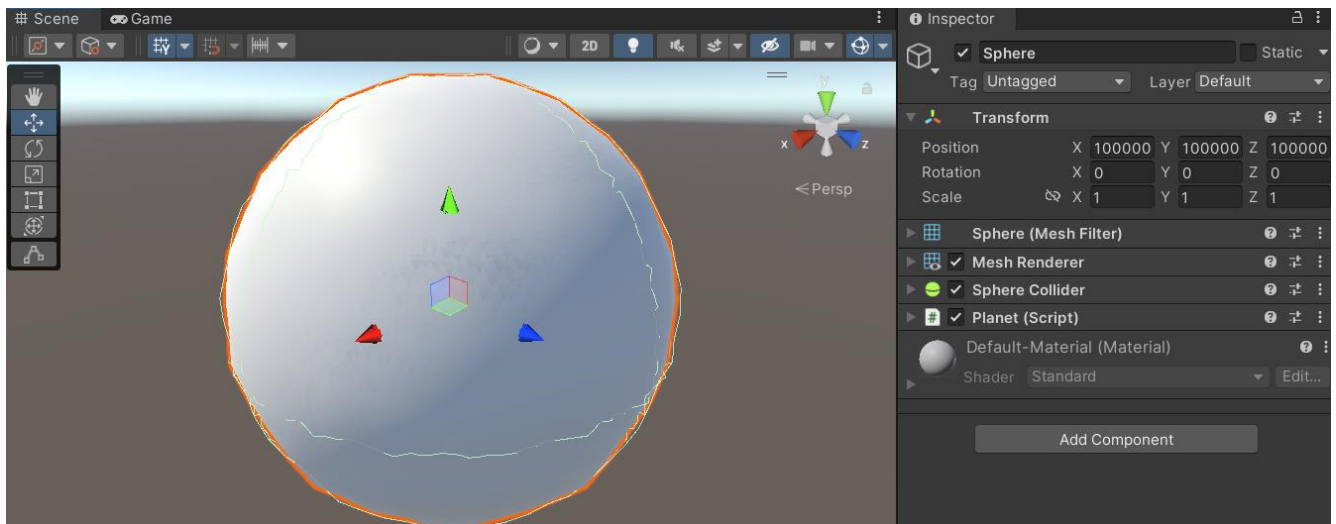 Scene Game
2D
Y
x
z
Persp
Inspector
Sphere Static
Tag Untagged Layer Default
Transform
Position X 100000 Y 100000 Z 100000
Rotation X 0 Y 0 Z 0
Scale X 1 Y 1 Z 1
Sphere (Mesh Filter)
Mesh Renderer
Sphere Collider
# Planet (Script)
Default-Material (Material)
Shader Standard Edit...
Add Component